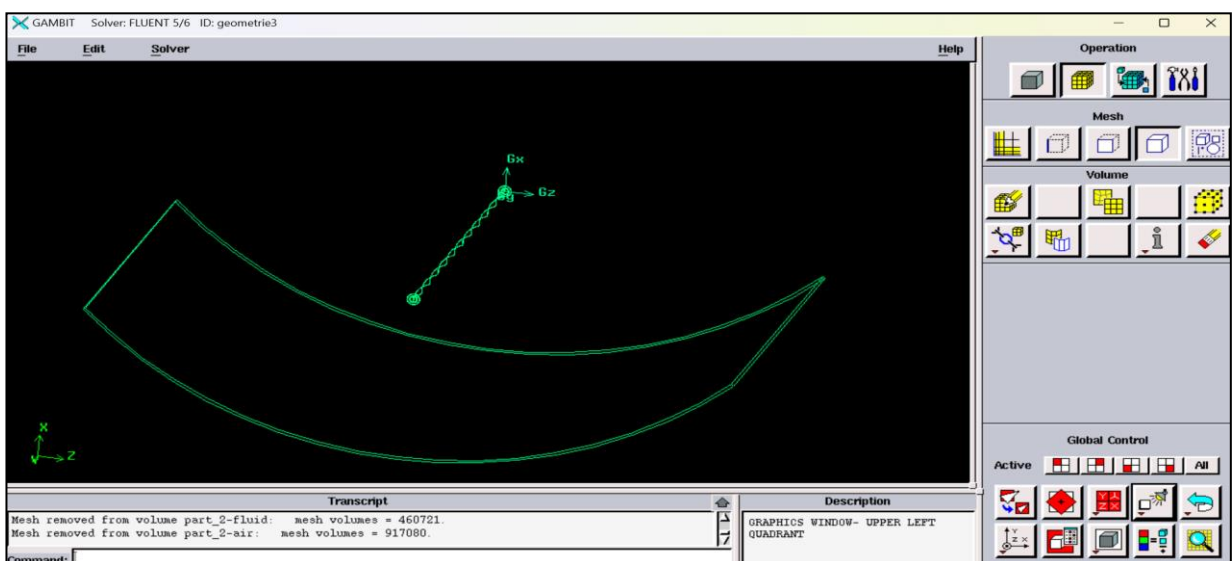 GAMBIT Solver: FLUENT 5/6 ID: geometrie3
File Edit Solver Help
Gx
Gz
X
Z
Transcript
Mesh removed from volume part_2-fluid: mesh volumes = 460721.
Mesh removed from volume part_2-air: mesh volumes = 917080.
Command:
Description
GRAPHICS WINDOW- UPPER LEFT
QUADRANT
Operation
Mesh
Volume
Global Control
Active All